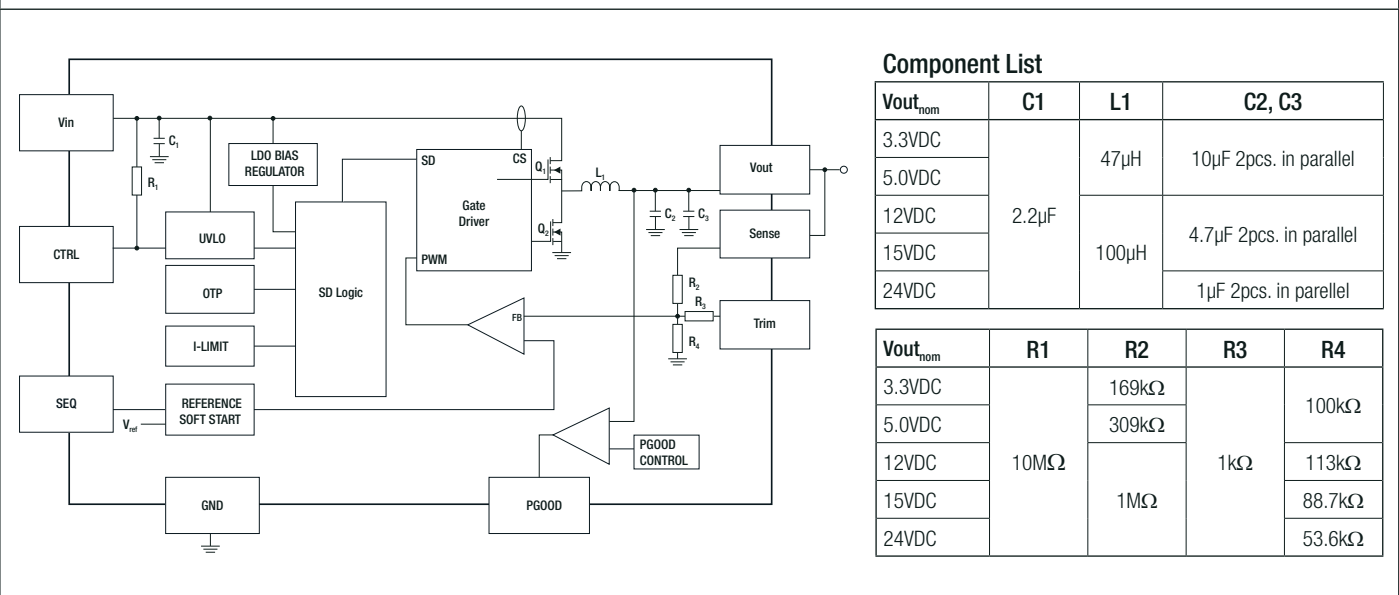 Vin
C1
R1
LDO BIAS
REGULATOR
CTRL
UVLO
OTP
I-LIMIT
SD Logic
SEQ
REFERENCE
SOFT START
Vref
GND
SD
CS
Gate
Driver
PWM
Q1
Q2
L1
C2
C3
Vout
Sense
R2
R3
R4
Trim
FB
PGOOD
CONTROL
PGOOD
Component List
Voutnom C1 L1 C2, C3
3.3VDC 2.2µF 47µH 10µF 2pcs. in parallel
5.0VDC
12VDC 100µH 4.7µF 2pcs. in parallel
15VDC
24VDC 1µF 2pcs. in parellel
Voutnom R1 R2 R3 R4
3.3VDC 10MΩ 169kΩ 1kΩ 100kΩ
5.0VDC 309kΩ
12VDC 1MΩ 113kΩ
15VDC 88.7kΩ
24VDC 53.6kΩ